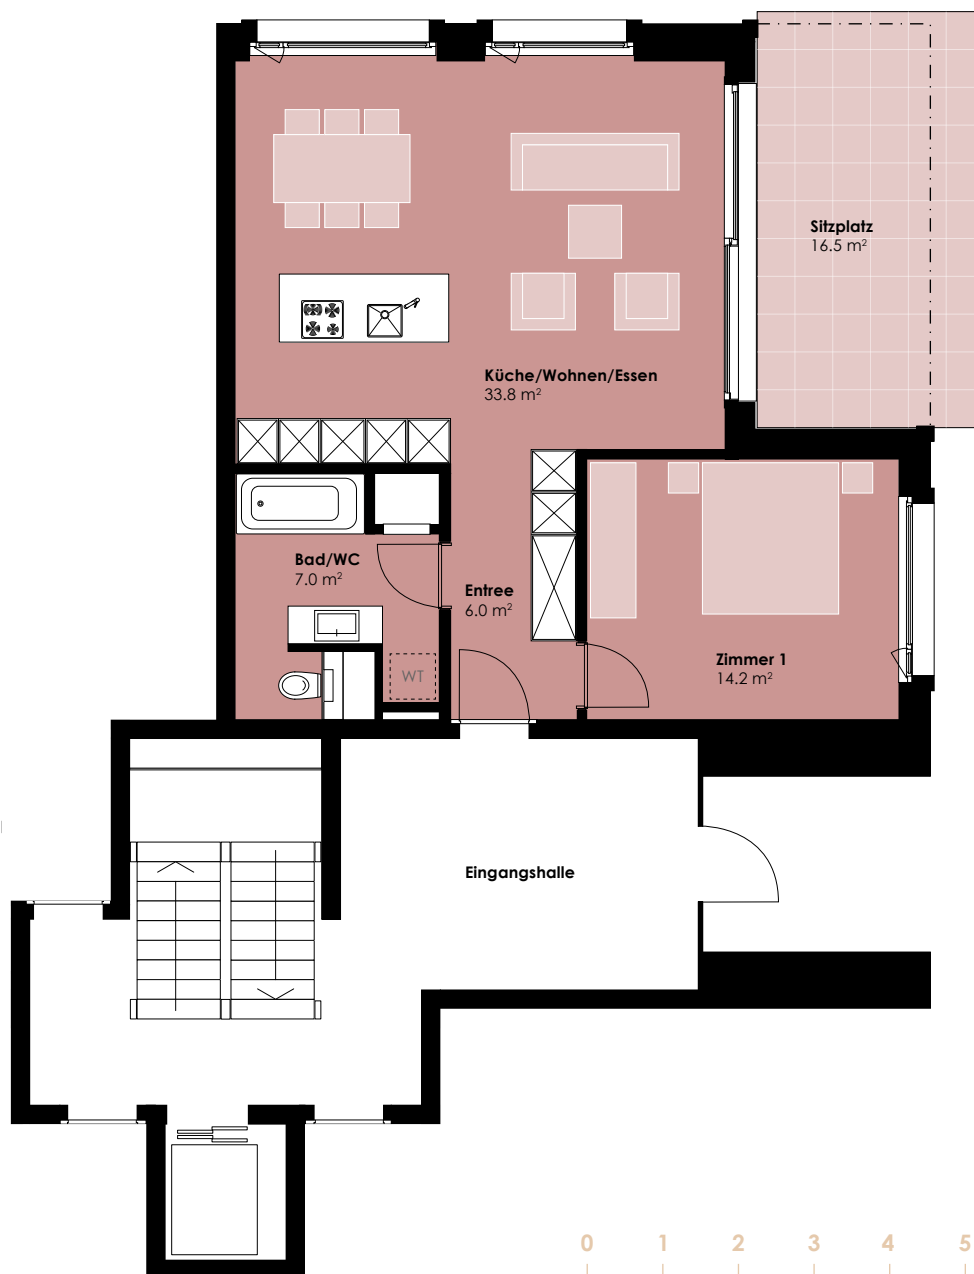 Sitzplatz
16.5 m²
Küche/Wohnen/Essen
33.8 m²
Bad/WC
7.0 m²
Entree
6.0 m²
Zimmer 1
14.2 m²
WT
Eingangshalle
0 1 2 3 4 5